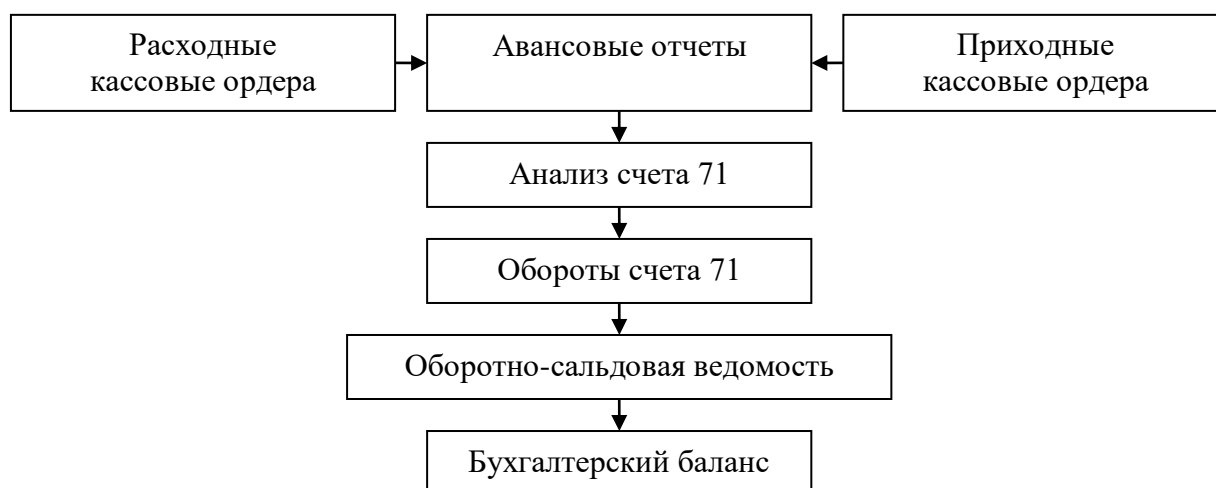 Расходные
кассовые ордера
Авансовые отчеты
Приходные
кассовые ордера
Анализ счета 71
Обороты счета 71
Оборотно-сальдовая ведомость
Бухгалтерский баланс